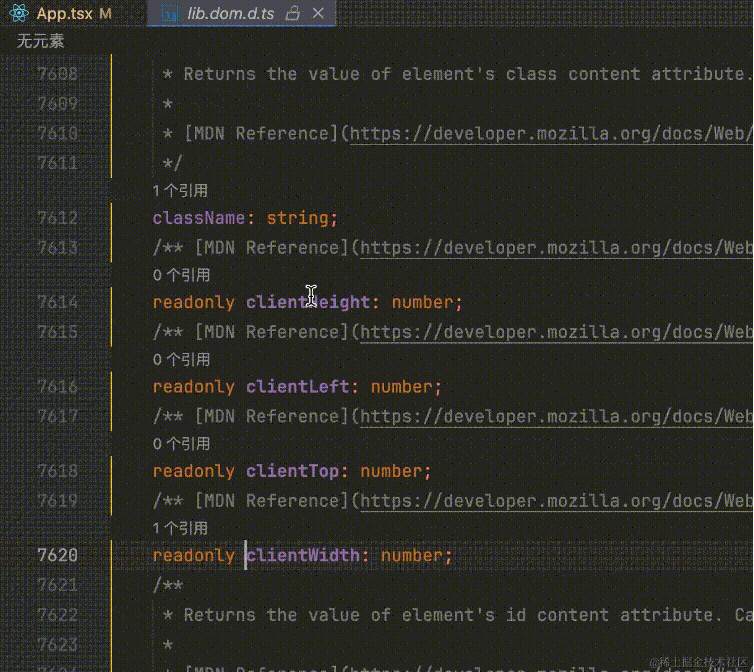 App.tsx M lib.dom.d.ts
无元素
7608 * Returns the value of element's class content attribute.
7609 *
7610 * [MDN Reference](https://developer.mozilla.org/docs/Web/
7611 */
1 个引用
7612 className: string;
7613 /** [MDN Reference](https://developer.mozilla.org/docs/Web
0 个引用
7614 readonly clientHeight: number;
7615 /** [MDN Reference](https://developer.mozilla.org/docs/Web
0 个引用
7616 readonly clientLeft: number;
7617 /** [MDN Reference](https://developer.mozilla.org/docs/Web
0 个引用
7618 readonly clientTop: number;
7619 /** [MDN Reference](https://developer.mozilla.org/docs/Web
1 个引用
7620 readonly clientWidth: number;
7621 /**
7622 * Returns the value of element's id content attribute. Ca
7623 *
@稀土掘金技术社区